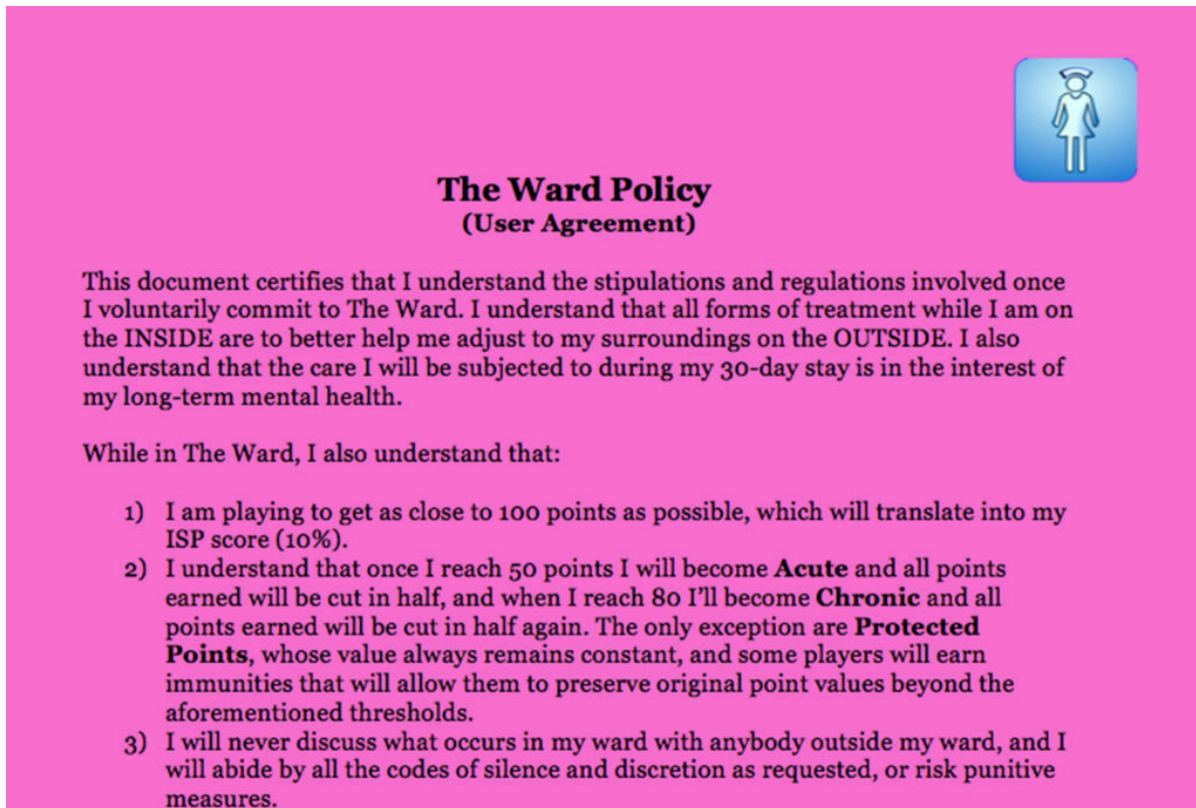 The Ward Policy
(User Agreement)
This document certifies that I understand the stipulations and regulations involved once
I voluntarily commit to The Ward. I understand that all forms of treatment while I am on
the INSIDE are to better help me adjust to my surroundings on the OUTSIDE. I also
understand that the care I will be subjected to during my 30-day stay is in the interest of
my long-term mental health.
While in The Ward, I also understand that:
1) I am playing to get as close to 100 points as possible, which will translate into my
ISP score (10%).
2) I understand that once I reach 50 points I will become Acute and all points
earned will be cut in half, and when I reach 80 I’ll become Chronic and all
points earned will be cut in half again. The only exception are Protected
Points, whose value always remains constant, and some players will earn
immunities that will allow them to preserve original point values beyond the
aforementioned thresholds.
3) I will never discuss what occurs in my ward with anybody outside my ward, and I
will abide by all the codes of silence and discretion as requested, or risk punitive
measures.